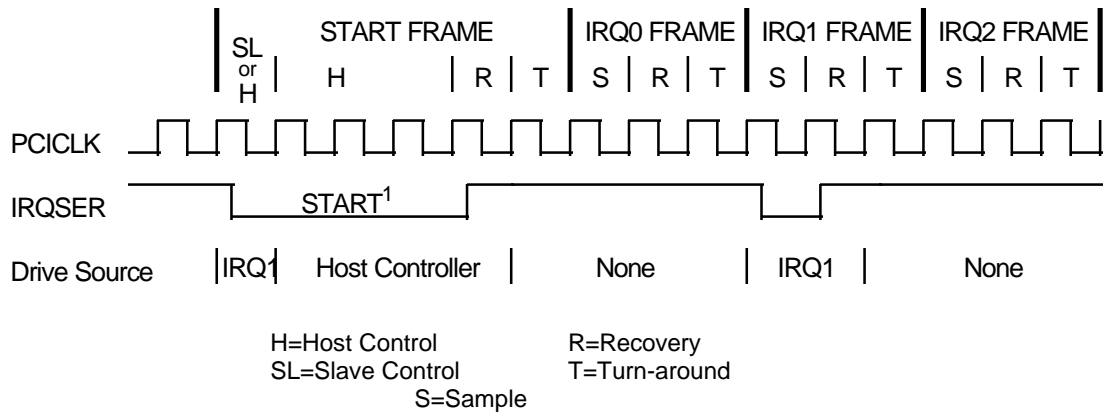 START FRAME IRQ0 FRAME IRQ1 FRAME IRQ2 FRAME
SL
or
H
H R T S R T S R T S R T
PCICLK
IRQSER START1
Drive Source IRQ1 Host Controller None IRQ1 None
H=Host Control R=Recovery
SL=Slave Control T=Turn-around
S=Sample